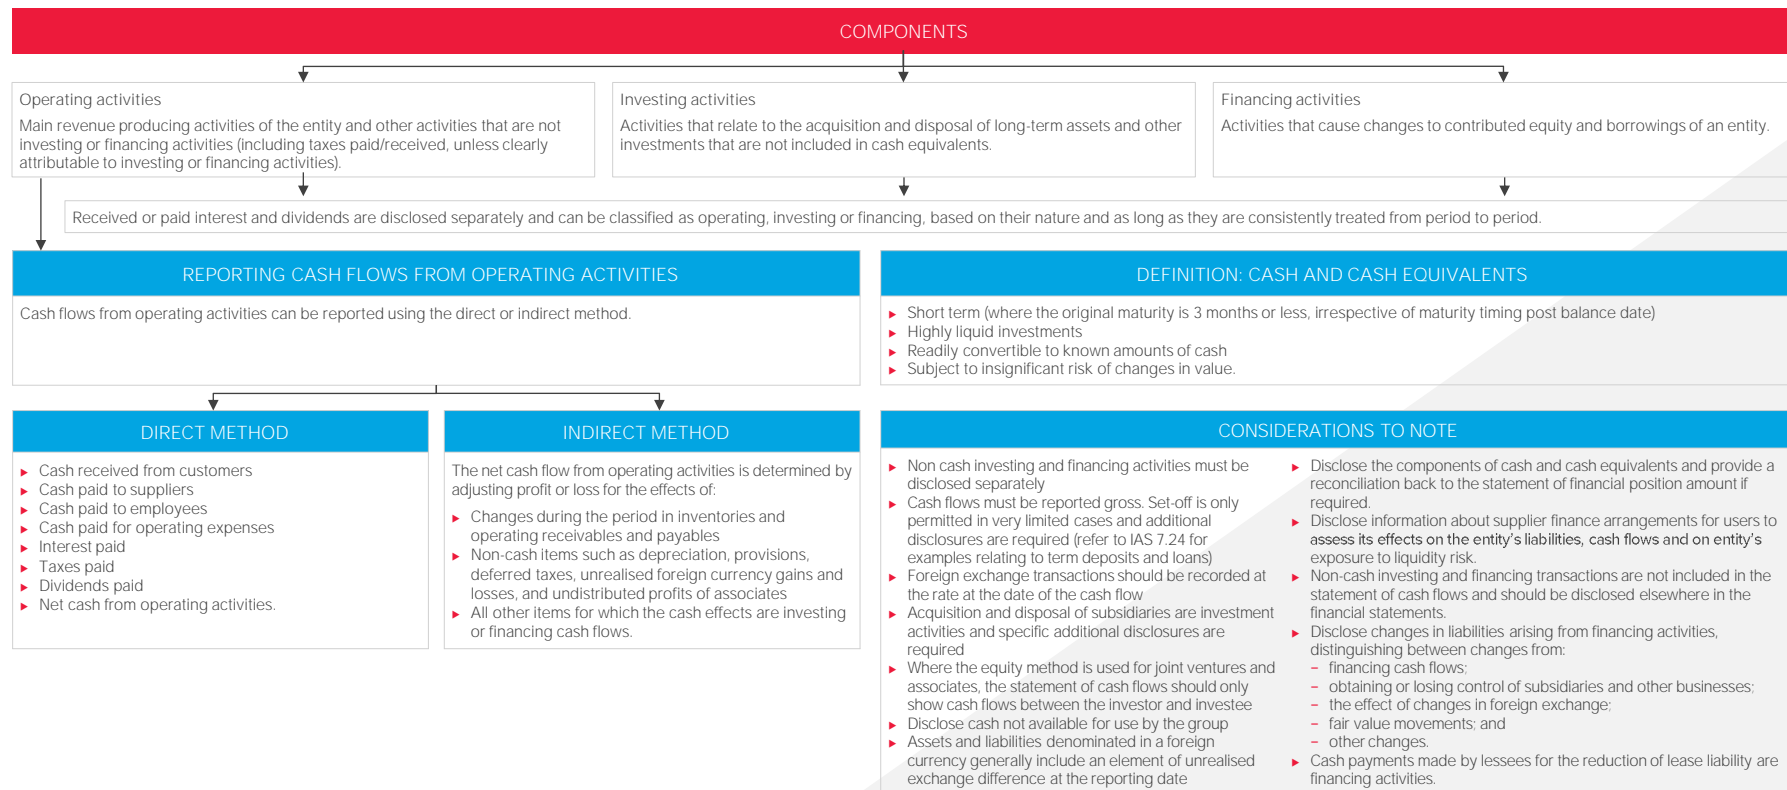 COMPONENTS
Operating activities
Main revenue producing activities of the entity and other activities that are not
investing or financing activities (including taxes paid/received, unless clearly
attributable to investing or financing activities).
Investing activities
Activities that relate to the acquisition and disposal of long-term assets and other
investments that are not included in cash equivalents.
Financing activities
Activities that cause changes to contributed equity and borrowings of an entity.
Received or paid interest and dividends are disclosed separately and can be classified as operating, investing or financing, based on their nature and as long as they are consistently treated from period to period.
REPORTING CASH FLOWS FROM OPERATING ACTIVITIES
Cash flows from operating activities can be reported using the direct or indirect method.
DIRECT METHOD
► Cash received from customers
► Cash paid to suppliers
► Cash paid to employees
► Cash paid for operating expenses
► Interest paid
► Taxes paid
► Dividends paid
► Net cash from operating activities.
INDIRECT METHOD
The net cash flow from operating activities is determined by
adjusting profit or loss for the effects of:
► Changes during the period in inventories and
operating receivables and payables
► Non-cash items such as depreciation, provisions,
deferred taxes, unrealised foreign currency gains and
losses, and undistributed profits of associates
► All other items for which the cash effects are investing
or financing cash flows.
DEFINITION: CASH AND CASH EQUIVALENTS
► Short term (where the original maturity is 3 months or less, irrespective of maturity timing post balance date)
► Highly liquid investments
► Readily convertible to known amounts of cash
► Subject to insignificant risk of changes in value.
CONSIDERATIONS TO NOTE
► Non cash investing and financing activities must be
disclosed separately
► Cash flows must be reported gross. Set-off is only
permitted in very limited cases and additional
disclosures are required (refer to IAS 7.24 for
examples relating to term deposits and loans)
► Foreign exchange transactions should be recorded at
the rate at the date of the cash flow
► Acquisition and disposal of subsidiaries are investment
activities and specific additional disclosures are
required
► Where the equity method is used for joint ventures and
associates, the statement of cash flows should only
show cash flows between the investor and investee
► Disclose cash not available for use by the group
► Assets and liabilities denominated in a foreign
currency generally include an element of unrealised
exchange difference at the reporting date
► Disclose the components of cash and cash equivalents and provide a
reconciliation back to the statement of financial position amount if
required.
► Disclose information about supplier finance arrangements for users to
assess its effects on the entity's liabilities, cash flows and on entity's
exposure to liquidity risk.
► Non-cash investing and financing transactions are not included in the
statement of cash flows and should be disclosed elsewhere in the
financial statements.
► Disclose changes in liabilities arising from financing activities,
distinguishing between changes from:
– financing cash flows;
– obtaining or losing control of subsidiaries and other businesses;
– the effect of changes in foreign exchange;
– fair value movements; and
– other changes.
► Cash payments made by lessees for the reduction of lease liability are
financing activities.